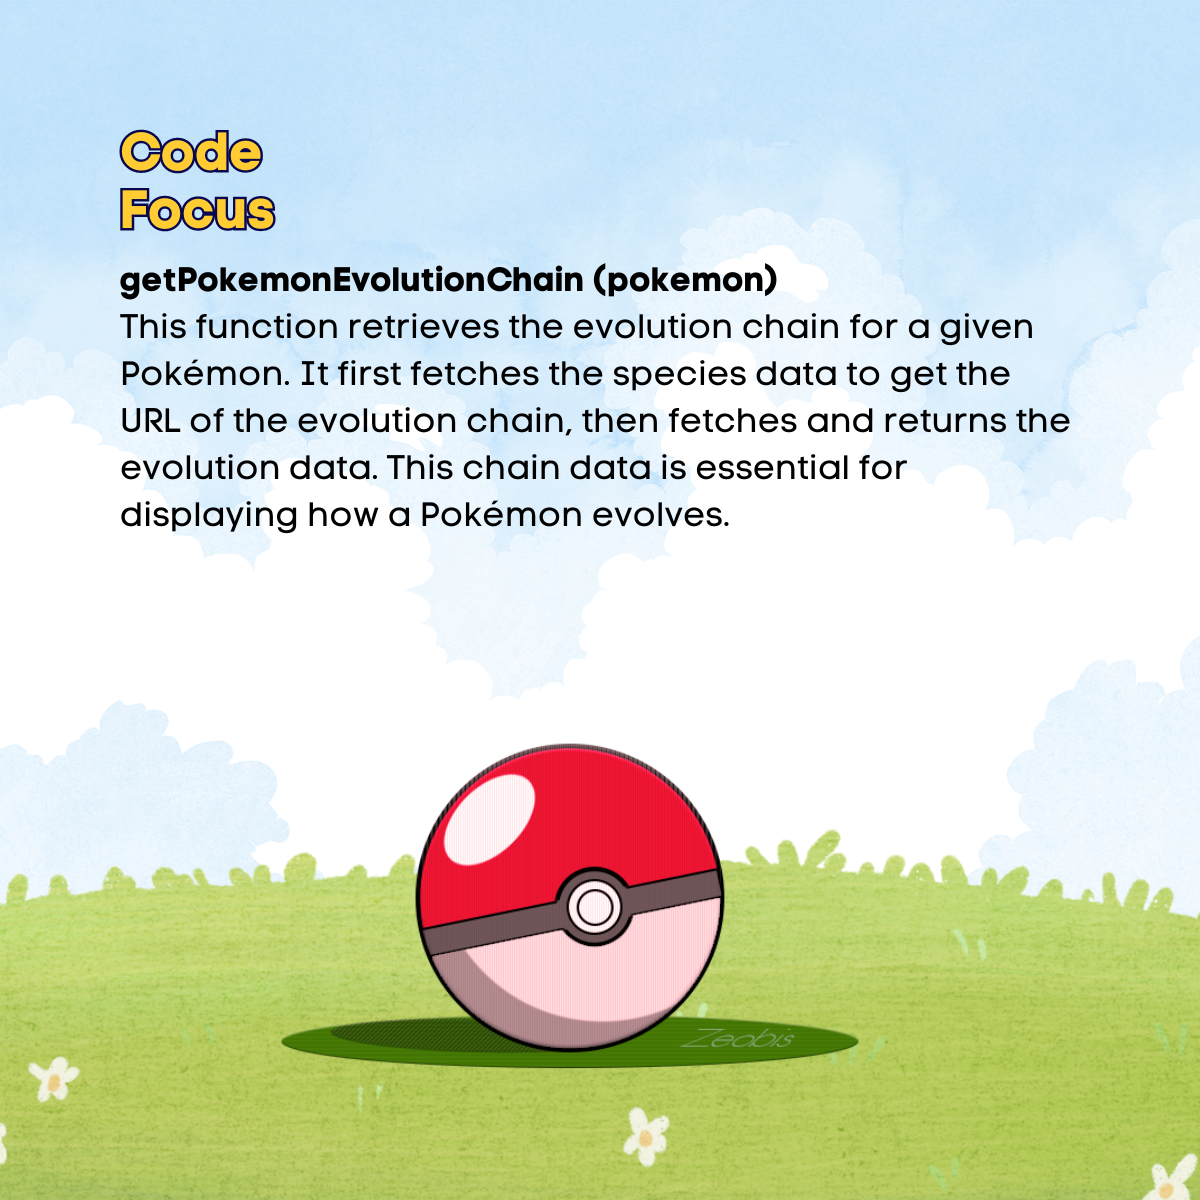 Code
Focus
getPokemonEvolutionChain (pokemon)
This function retrieves the evolution chain for a given
Pokémon. It first fetches the species data to get the
URL of the evolution chain, then fetches and returns the
evolution data. This chain data is essential for
displaying how a Pokémon evolves.
Zeobis